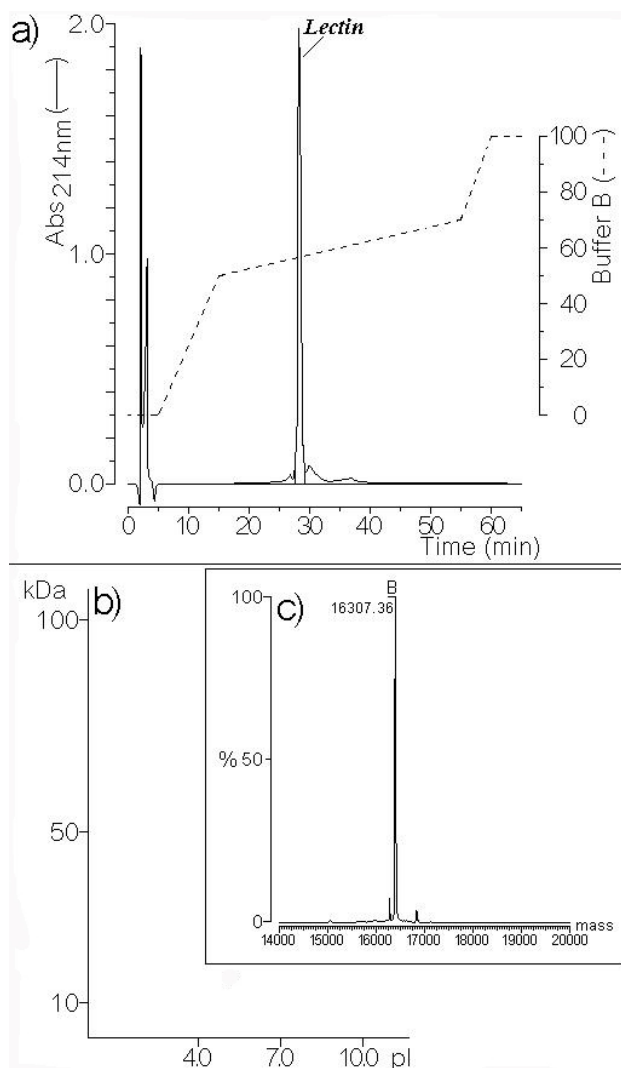 a)
Lectin
2.0
1.0
0.0
Abs 214nm (—)
100
80
60
40
20
0
Buffer B (---)
0 10 20 30 40 50 60
Time (min)
kDa
b)
100
50
10
4.0 7.0 10.0 pI
c)
B
16307.36
100
% 50
0
14000 15000 16000 17000 18000 19000 20000 mass